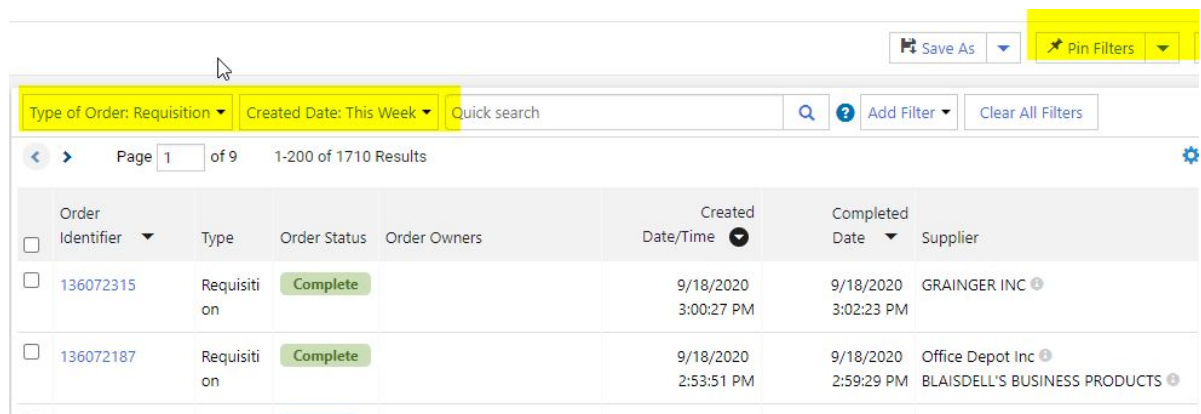 Save As Pin Filters
Type of Order: Requisition Created Date: This Week Quick search ? Add Filter Clear All Filters
Page 1 of 9 1-200 of 1710 Results
Order Created Completed
Identifier Type Order Status Order Owners Date/Time Date Supplier
136072315 Requisiti Complete 9/18/2020 9/18/2020 GRAINGER INC
on 3:00:27 PM 3:02:23 PM
136072187 Requisiti Complete 9/18/2020 9/18/2020 Office Depot Inc
on 2:53:51 PM 2:59:29 PM BLAISDELL'S BUSINESS PRODUCTS